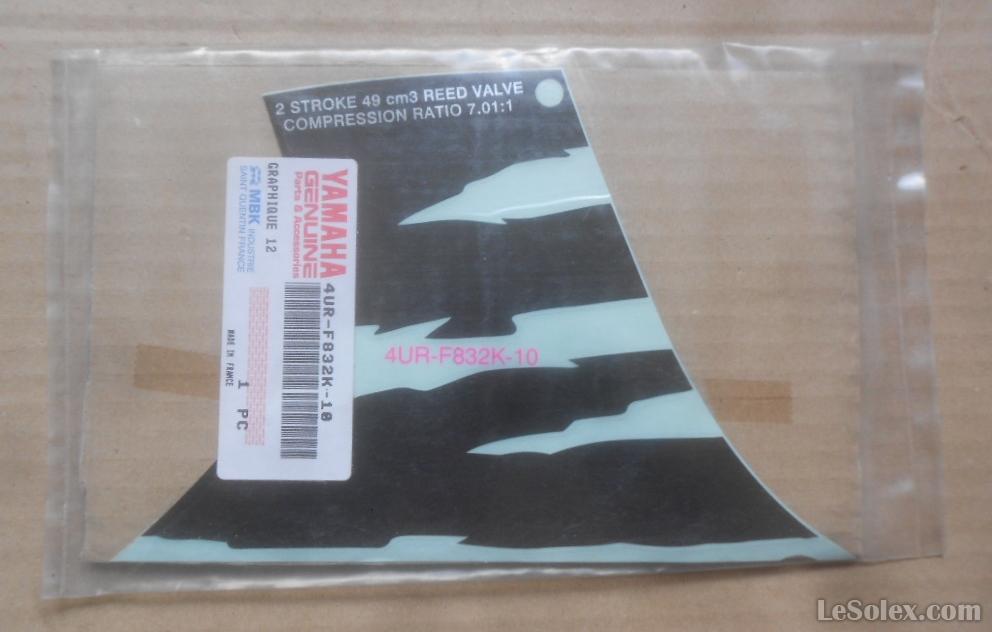 2 STROKE 49 cm3 REED VALVE
COMPRESSION RATIO 7.01:1
YAMAHA
GENUINE
Parts & Accessories
4UR-F832K-10
GRAPHIQUE 12
MBK INDUSTRIE
SAINT QUENTIN FRANCE
MADE IN FRANCE
1 PC
4UR-F832K-10
LeSolex.com